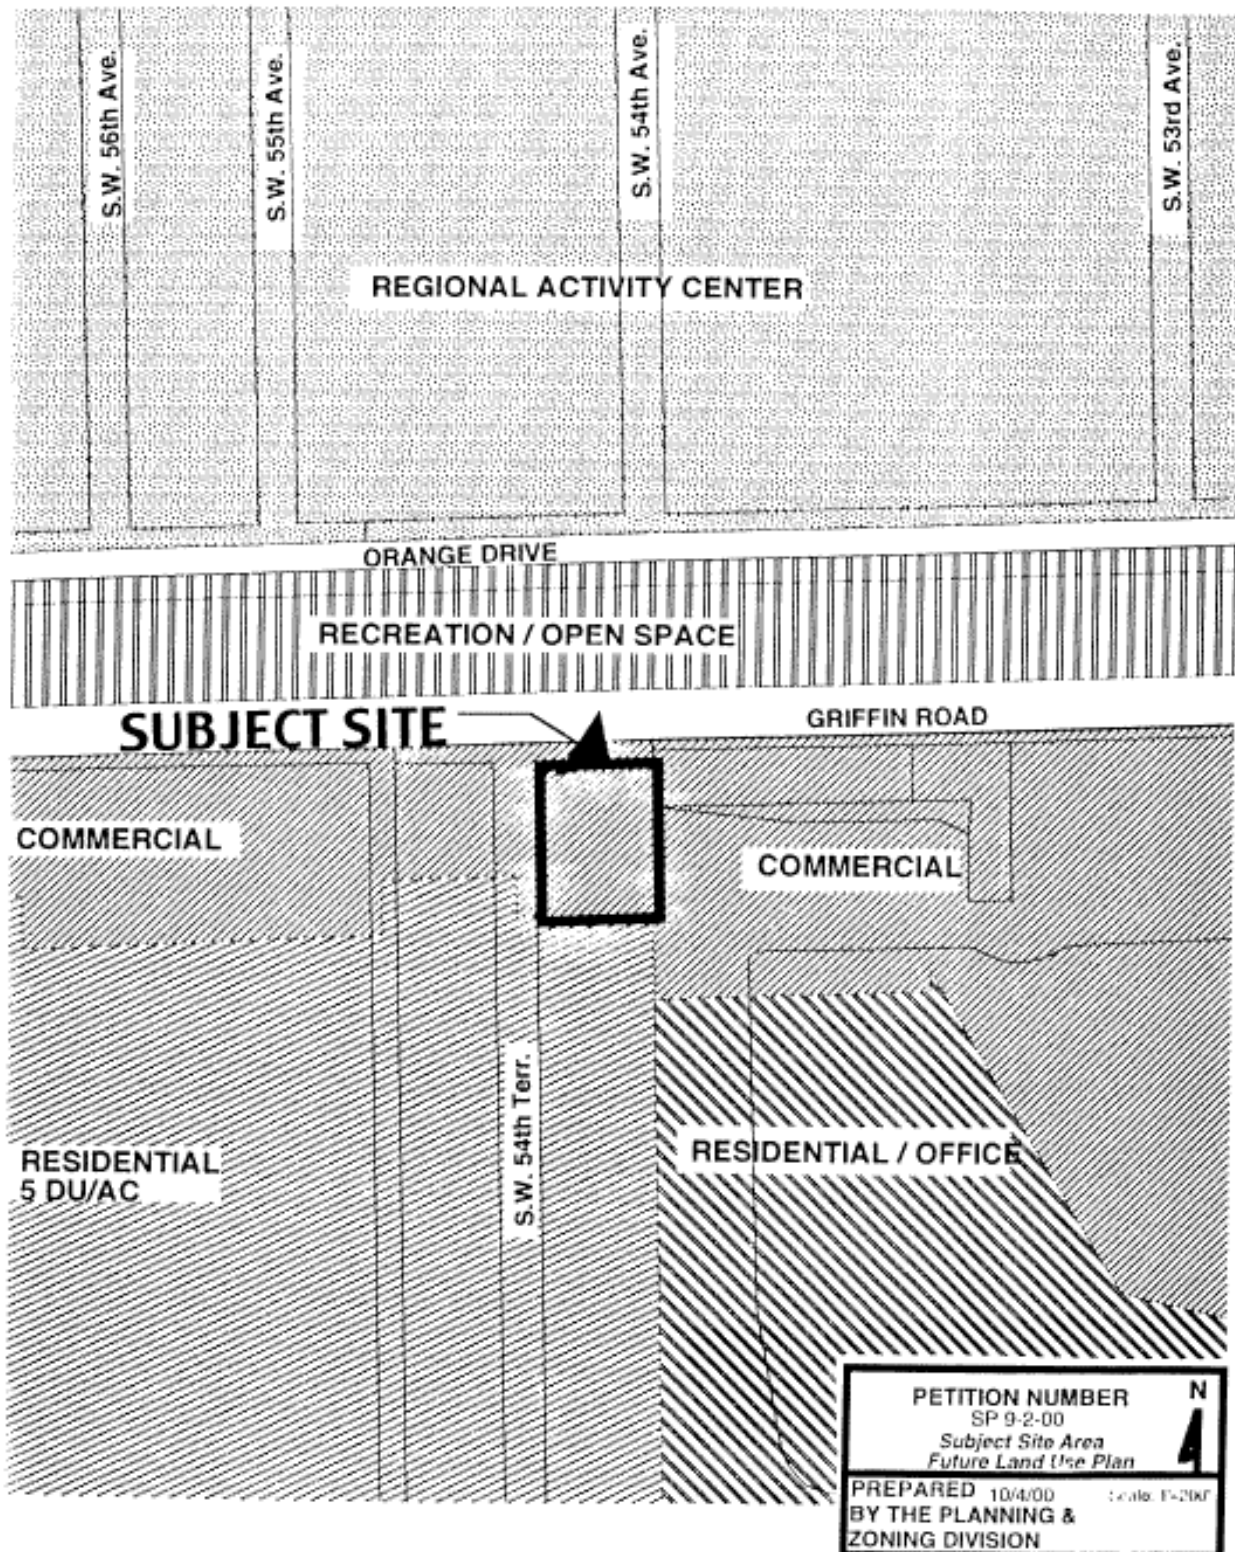 S.W. 56th Ave.
S.W. 55th Ave.
S.W. 54th Ave.
S.W. 53rd Ave.
REGIONAL ACTIVITY CENTER
ORANGE DRIVE
RECREATION / OPEN SPACE
SUBJECT SITE
GRIFFIN ROAD
COMMERCIAL
COMMERCIAL
S.W. 54th Terr.
RESIDENTIAL
5 DU/AC
RESIDENTIAL / OFFICE
PETITION NUMBER
N
SP 9-2-00
Subject Site Area
Future Land Use Plan
PREPARED 10/4/00
BY THE PLANNING &
ZONING DIVISION